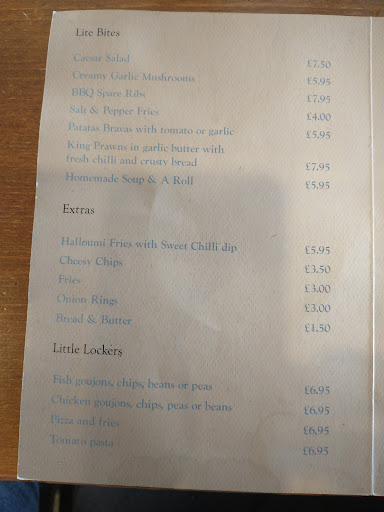 Lite Bites
Caesar Salad £7.50
Creamy Garlic Mushrooms £5.95
BBQ Spare Ribs £7.95
Salt & Pepper Fries £4.00
Patatas Bravas with tomato or garlic £5.95
King Prawns in garlic butter with
fresh chilli and crusty bread £7.95
Homemade Soup & A Roll £5.95
Extras
Halloumi Fries with Sweet Chilli dip £5.95
Cheesy Chips £3.50
Fries £3.00
Onion Rings £3.00
Bread & Butter £1.50
Little Lockers
Fish goujons, chips, beans or peas £6.95
Chicken goujons, chips, peas or beans £6.95
Pizza and fries £6.95
Tomato pasta £6.95